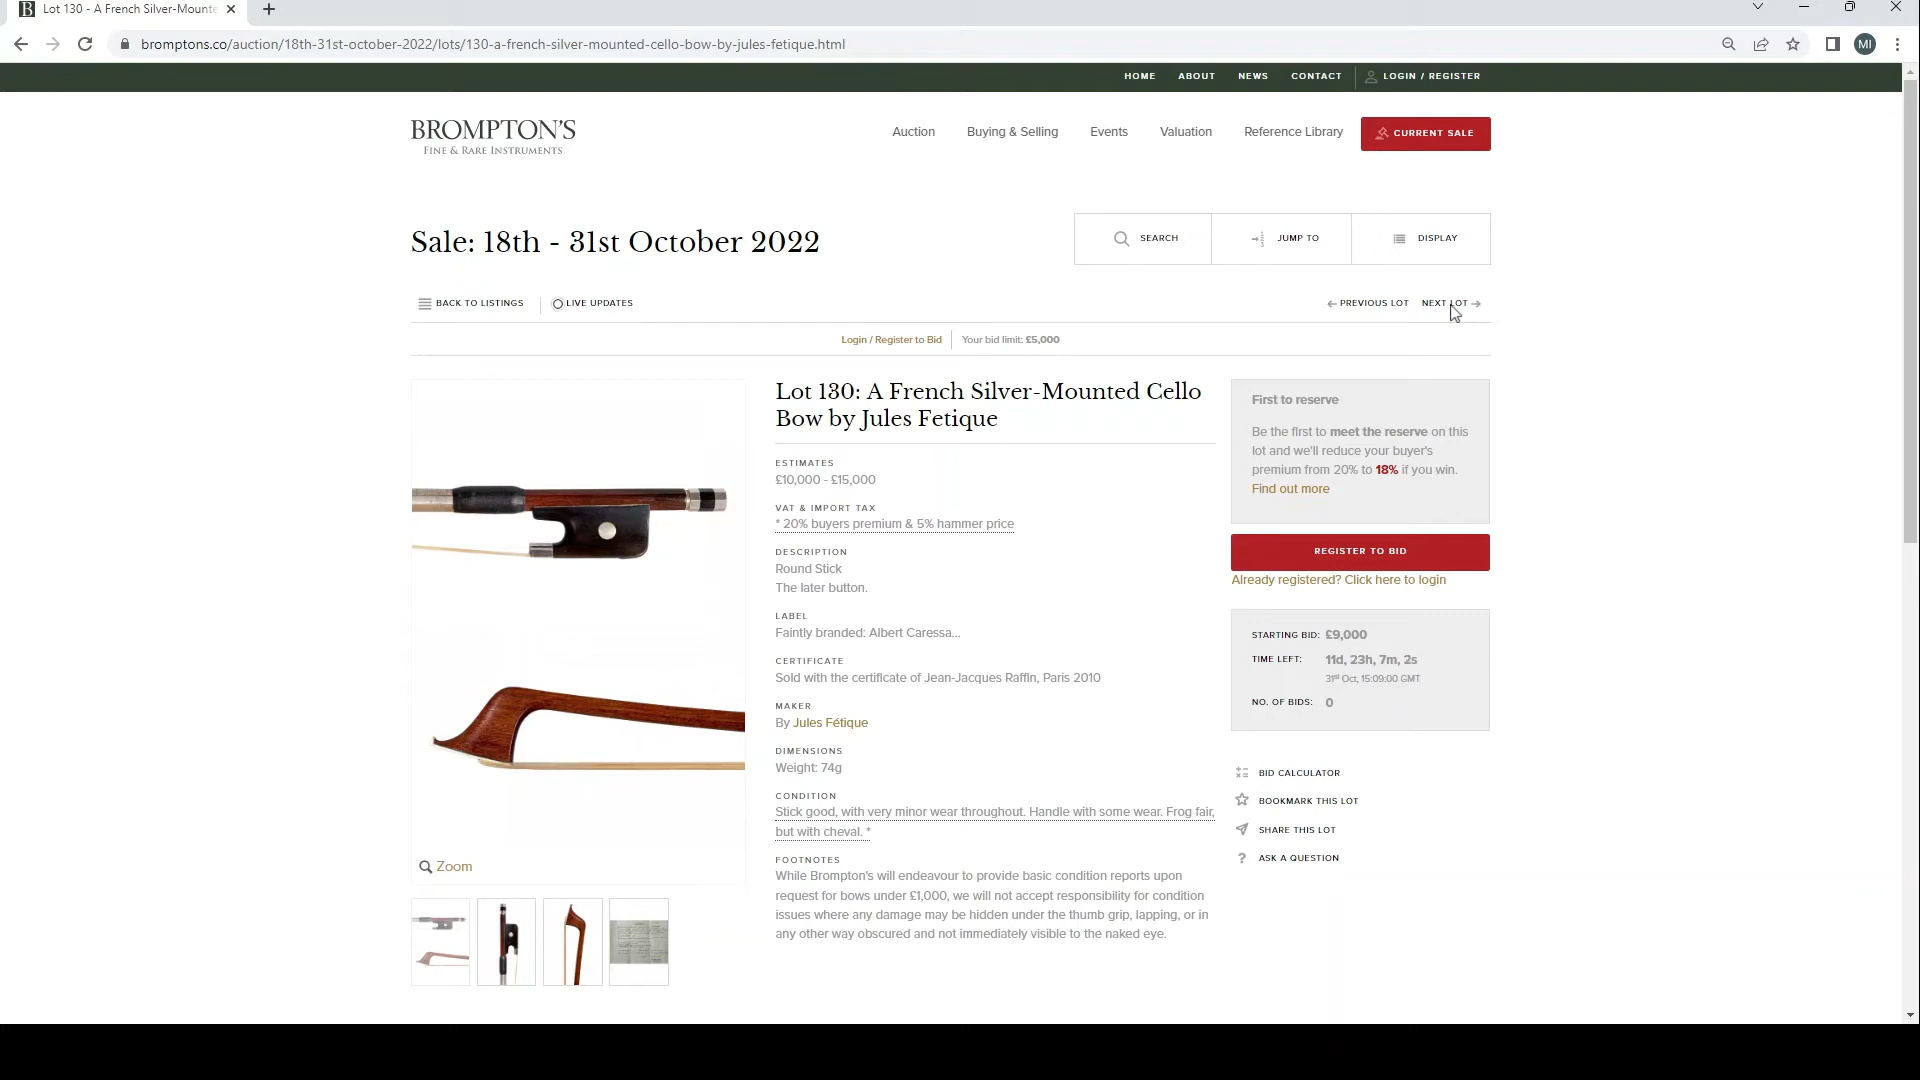 Lot 130 - A French Silver-Mounte
bromptons.co/auction/18th-31st-october-2022/lots/130-a-french-silver-mounted-cello-bow-by-jules-fetique.html
MI
HOME ABOUT NEWS CONTACT LOGIN / REGISTER
BROMPTON'S
FINE & RARE INSTRUMENTS
Auction Buying & Selling Events Valuation Reference Library CURRENT SALE
Sale: 18th - 31st October 2022
SEARCH JUMP TO DISPLAY
BACK TO LISTINGS LIVE UPDATES PREVIOUS LOT NEXT LOT
Login / Register to Bid Your bid limit: £5,000
Lot 130: A French Silver-Mounted Cello
Bow by Jules Fetique
ESTIMATES
£10,000 - £15,000
VAT & IMPORT TAX
* 20% buyers premium & 5% hammer price
DESCRIPTION
Round Stick
The later button.
LABEL
Faintly branded: Albert Caressa...
CERTIFICATE
Sold with the certificate of Jean-Jacques Raffin, Paris 2010
MAKER
By Jules Fétique
DIMENSIONS
Weight: 74g
CONDITION
Stick good, with very minor wear throughout. Handle with some wear. Frog fair,
but with cheval. *
FOOTNOTES
While Brompton's will endeavour to provide basic condition reports upon
request for bows under £1,000, we will not accept responsibility for condition
issues where any damage may be hidden under the thumb grip, lapping, or in
any other way obscured and not immediately visible to the naked eye.
First to reserve
Be the first to meet the reserve on this
lot and we'll reduce your buyer's
premium from 20% to 18% if you win.
Find out more
REGISTER TO BID
Already registered? Click here to login
STARTING BID: £9,000
TIME LEFT: 11d, 23h, 7m, 2s
31st Oct, 15:09:00 GMT
NO. OF BIDS: 0
BID CALCULATOR
BOOKMARK THIS LOT
SHARE THIS LOT
ASK A QUESTION
Zoom